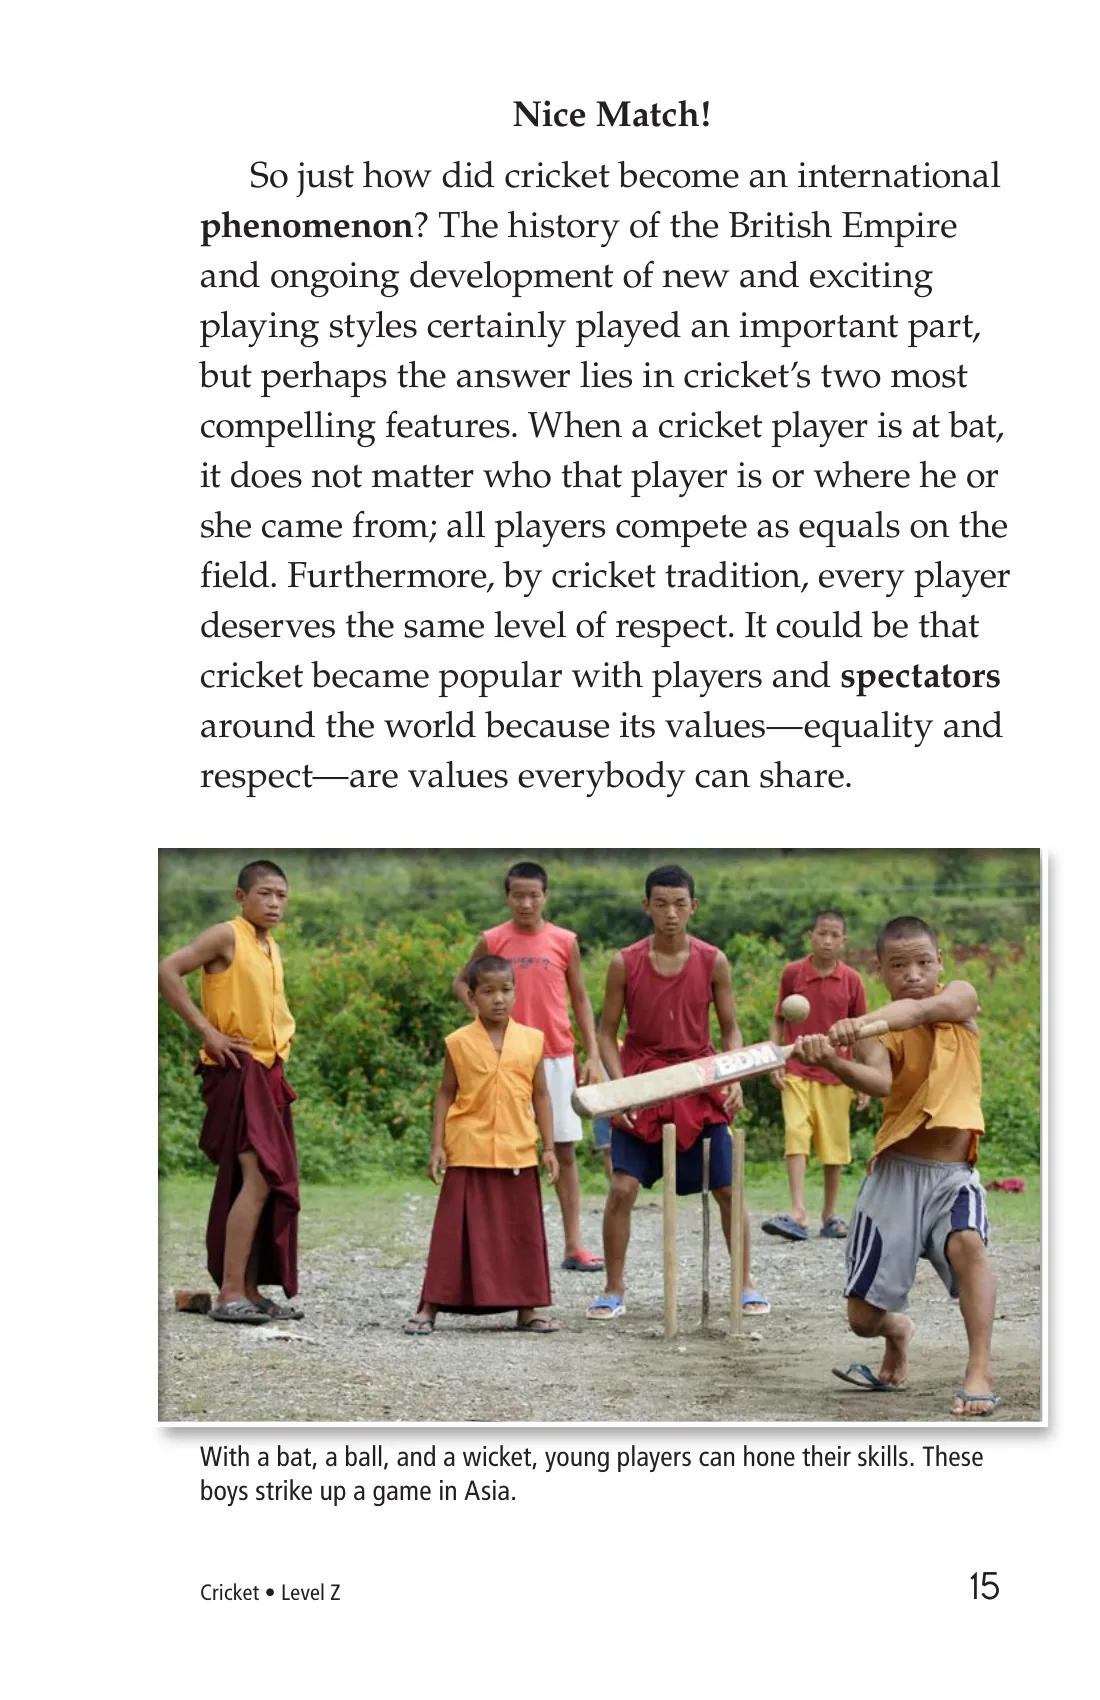 Nice Match!
So just how did cricket become an international
phenomenon? The history of the British Empire
and ongoing development of new and exciting
playing styles certainly played an important part,
but perhaps the answer lies in cricket’s two most
compelling features. When a cricket player is at bat,
it does not matter who that player is or where he or
she came from; all players compete as equals on the
field. Furthermore, by cricket tradition, every player
deserves the same level of respect. It could be that
cricket became popular with players and spectators
around the world because its values—equality and
respect—are values everybody can share.
BDM
With a bat, a ball, and a wicket, young players can hone their skills. These
boys strike up a game in Asia.
Cricket • Level Z
15